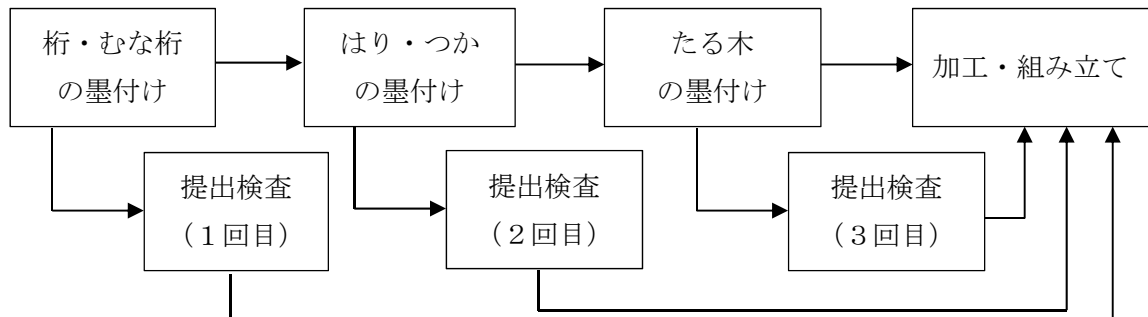 桁・むな桁
の墨付け
はり・つか
の墨付け
たる木
の墨付け
加工・組み立て
提出検査
（１回目）
提出検査
（２回目）
提出検査
（３回目）